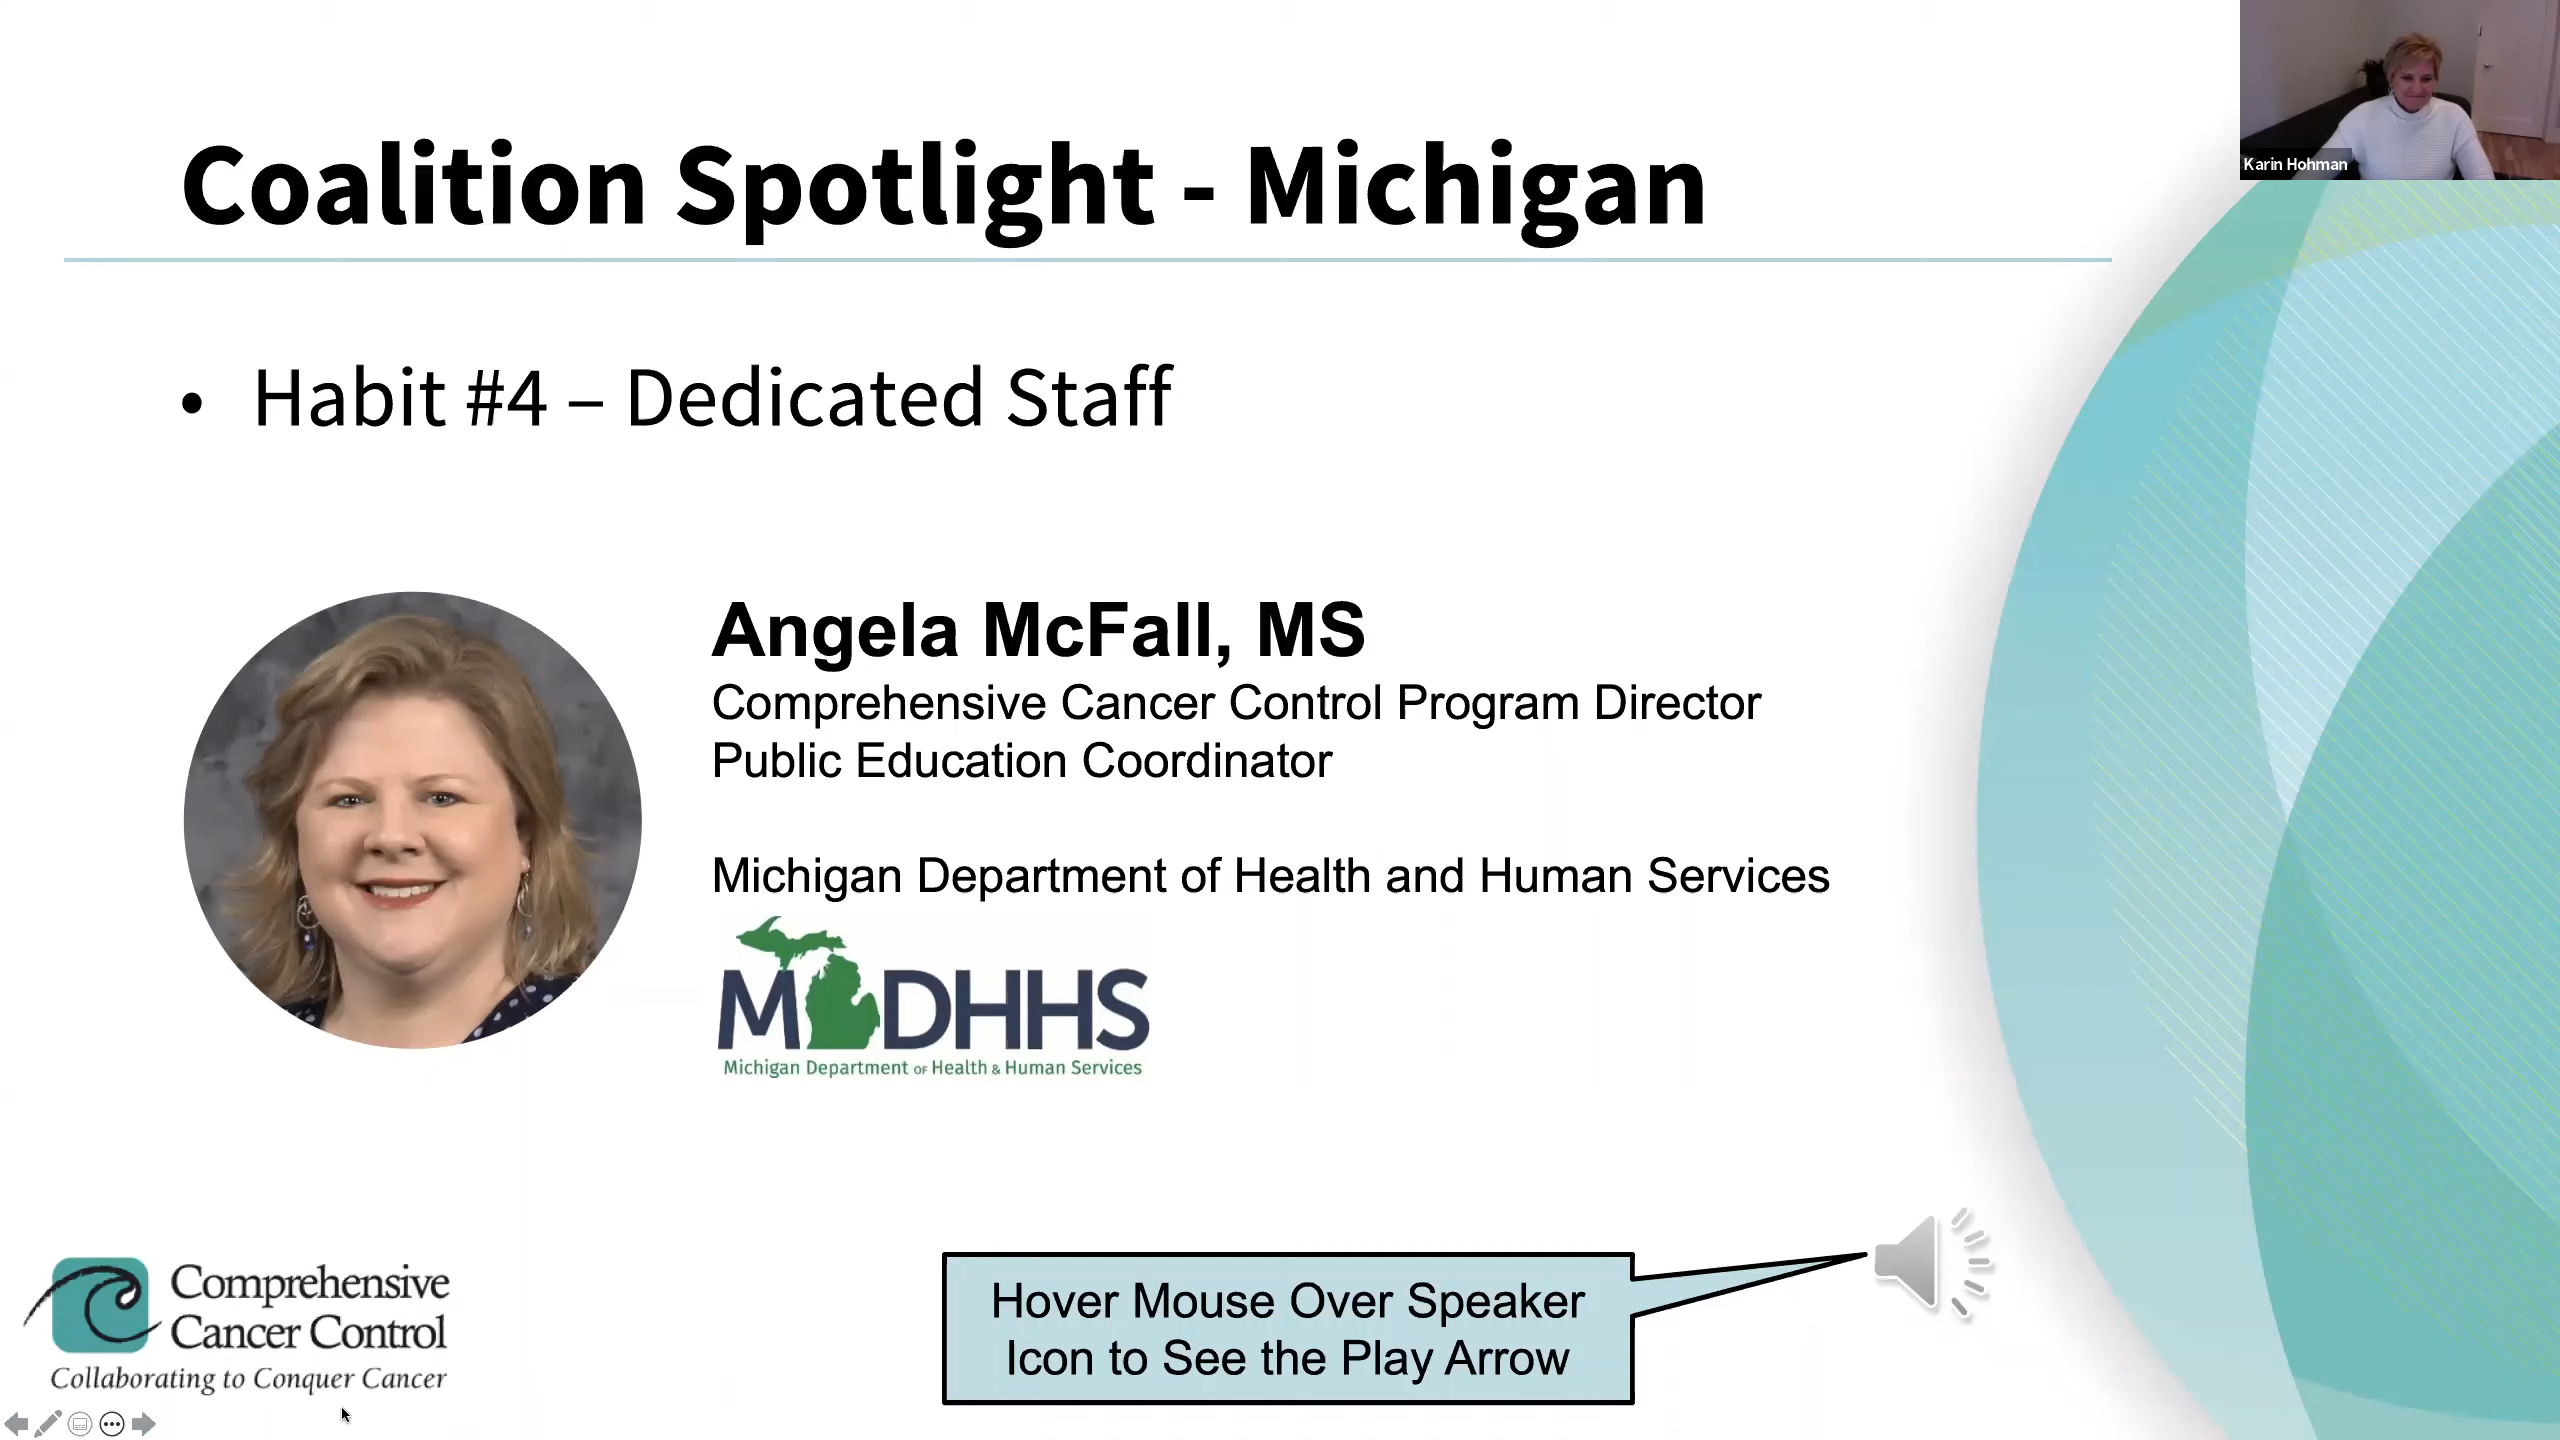 Karin Hohman
Coalition Spotlight - Michigan
• Habit #4 – Dedicated Staff
Angela McFall, MS
Comprehensive Cancer Control Program Director
Public Education Coordinator
Michigan Department of Health and Human Services
MDHHS
Michigan Department OF Health & Human Services
Comprehensive
Cancer Control
Collaborating to Conquer Cancer
Hover Mouse Over Speaker
Icon to See the Play Arrow